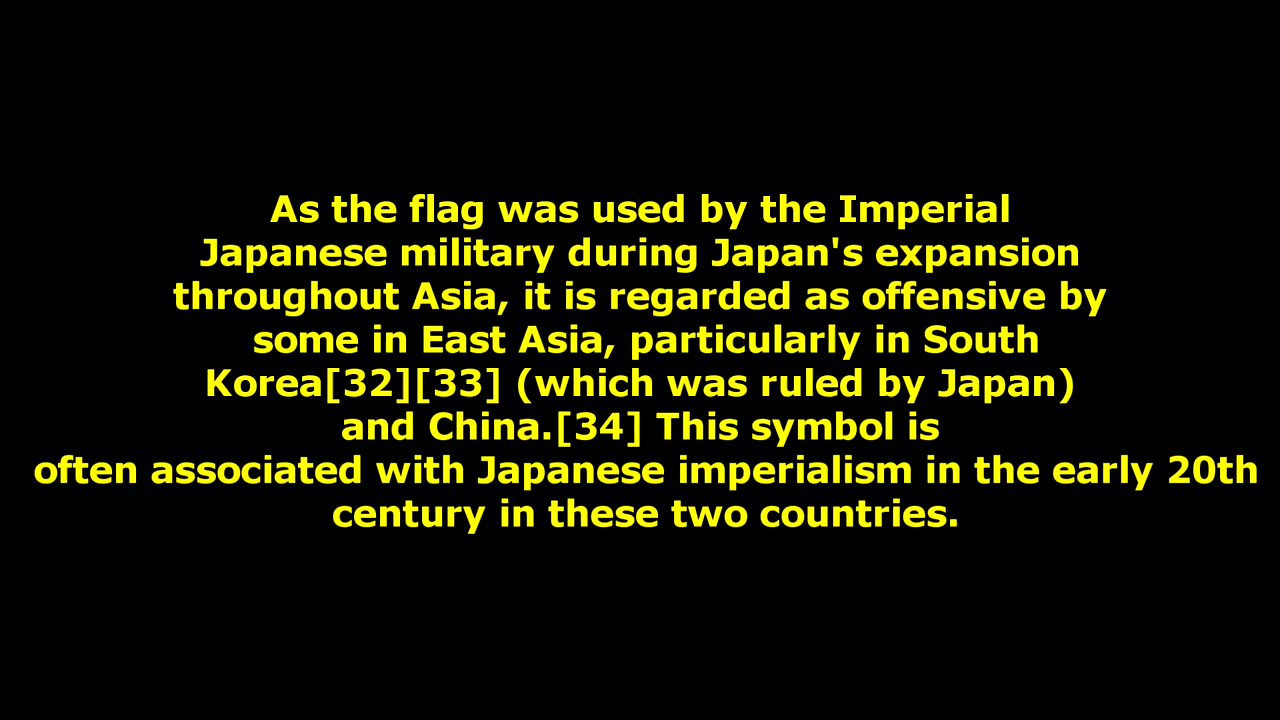 As the flag was used by the Imperial
Japanese military during Japan's expansion
throughout Asia, it is regarded as offensive by
some in East Asia, particularly in South
Korea[32][33] (which was ruled by Japan)
and China.[34] This symbol is
often associated with Japanese imperialism in the early 20th
century in these two countries.